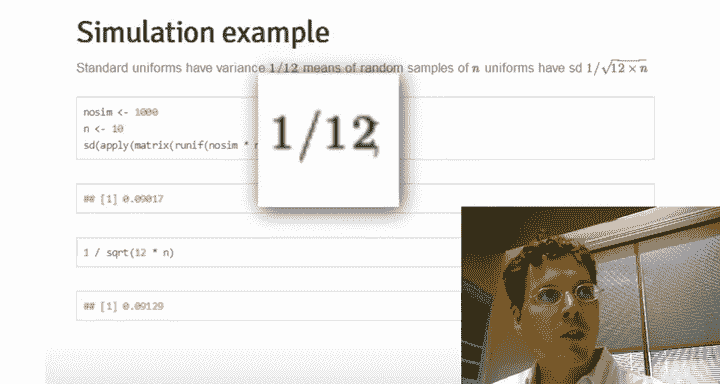 Simulation example
Standard uniforms have variance 1/12 means of random samples of n uniforms have sd 1/√12 × n
nosim <- 1000
n <- 10
sd(apply(matrix(runif(nosim *
1/12,
## [1] 0.09017
1 / sqrt(12 * n)
## [1] 0.09129